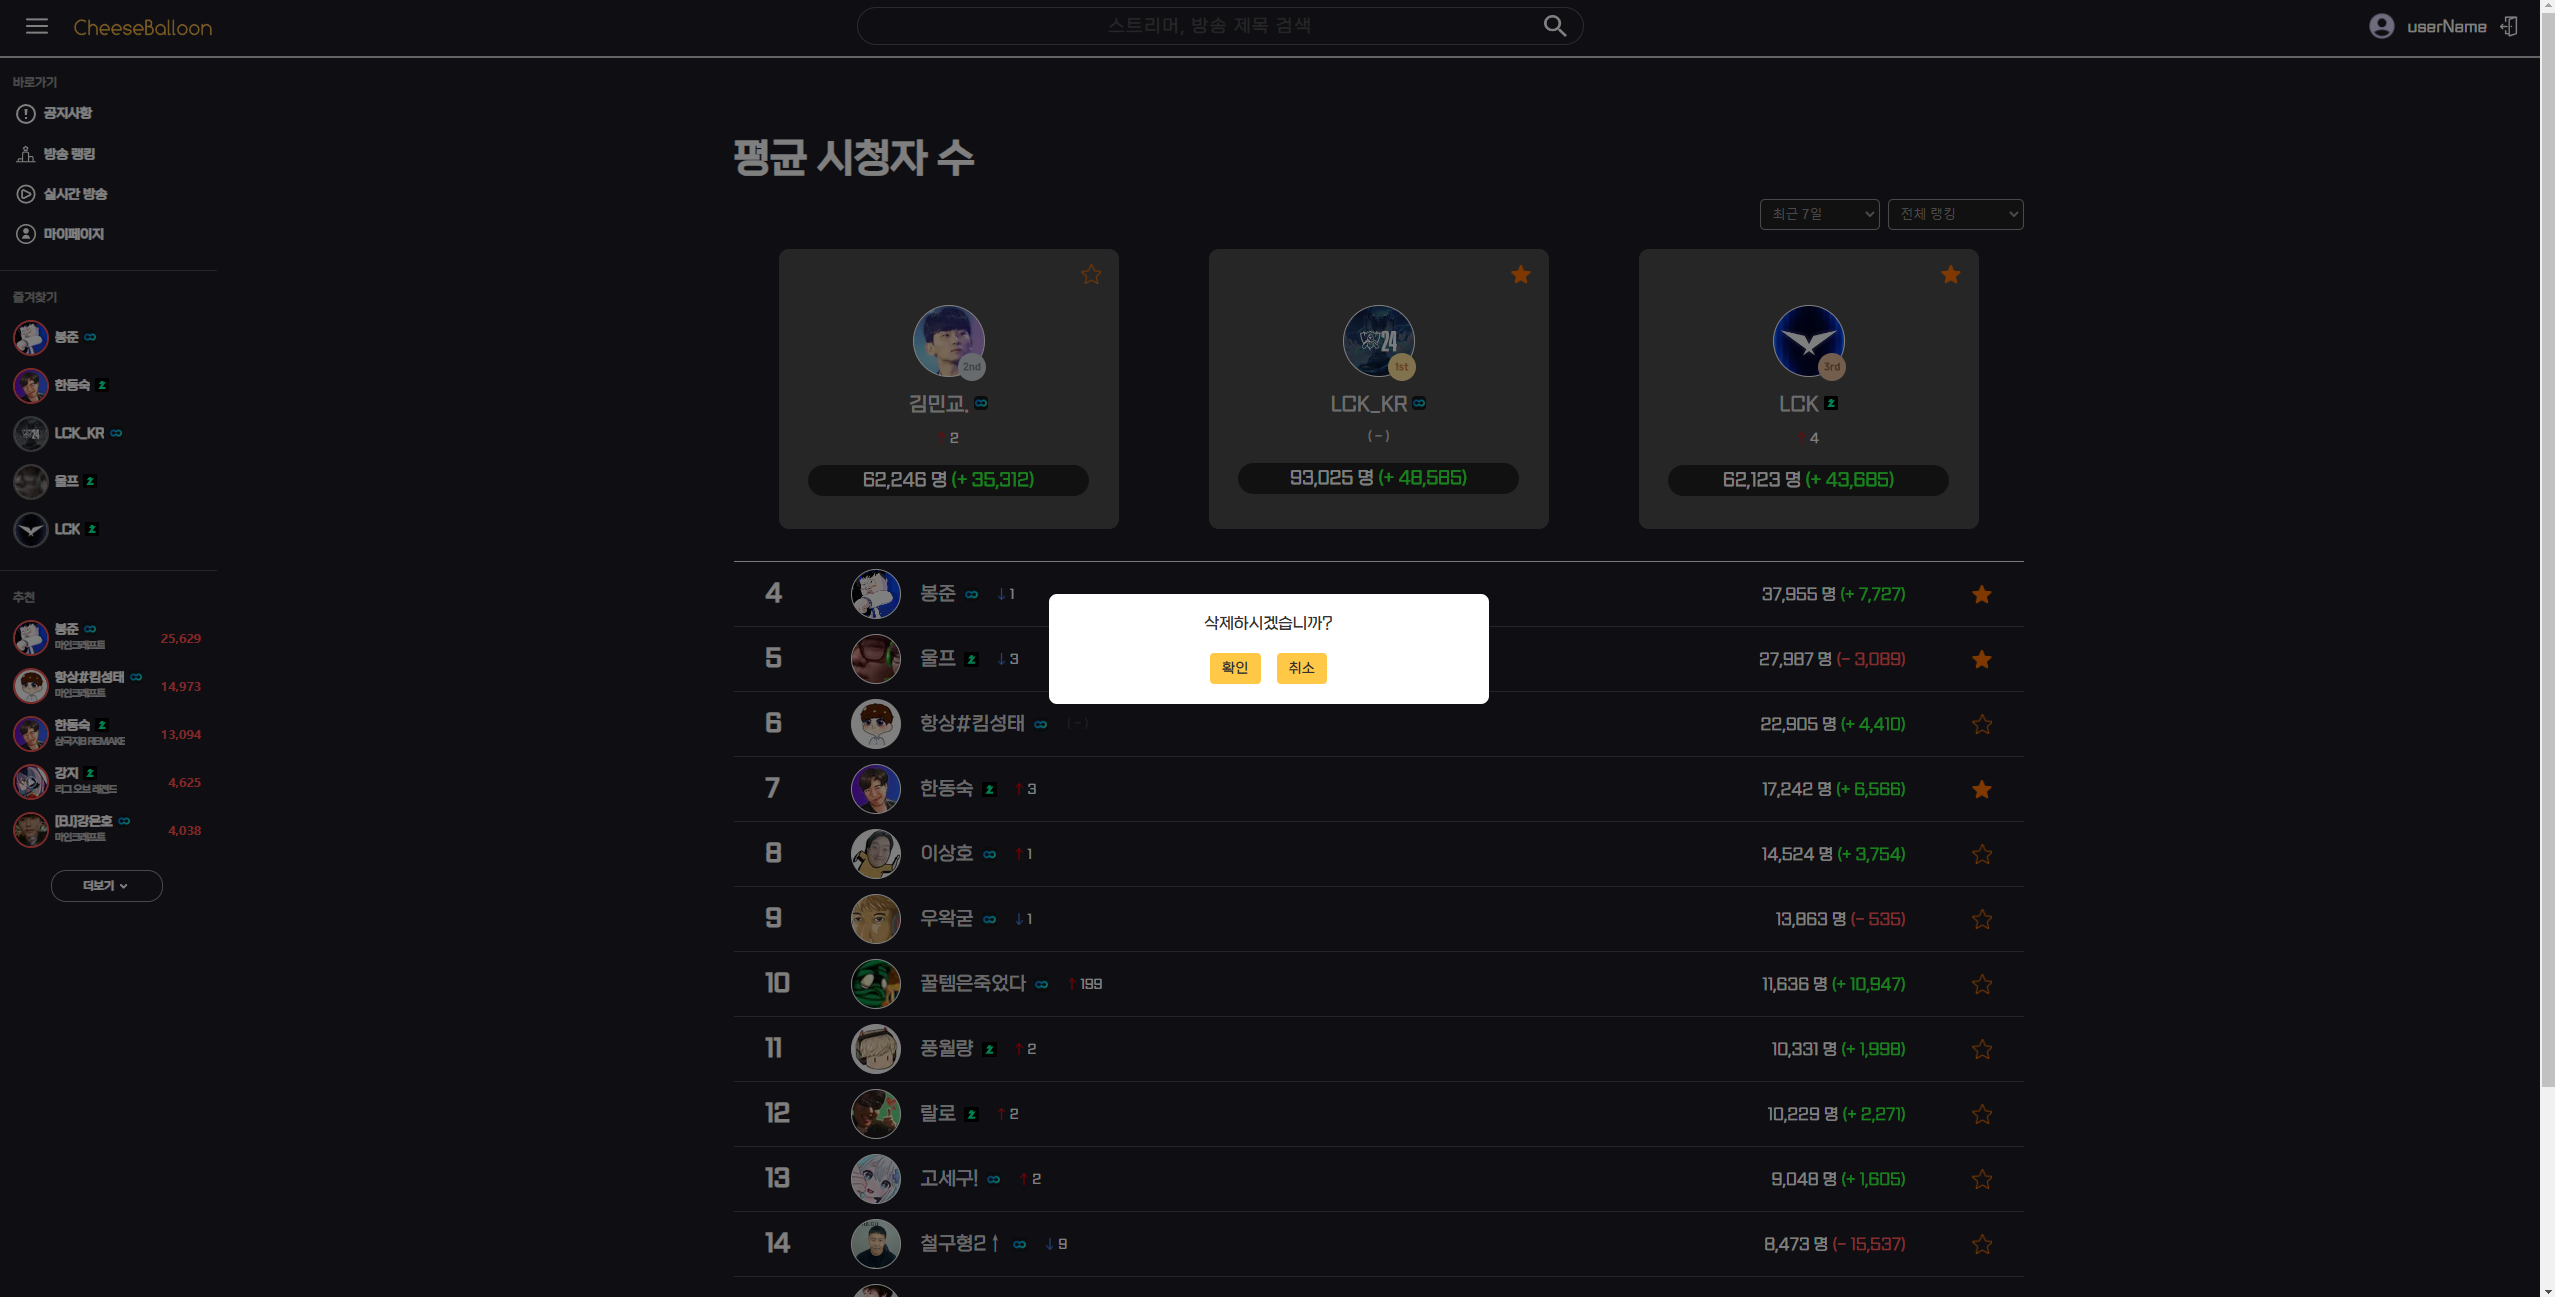 CheeseBalloon
스트리머, 방송 제목 검색
userName
바로가기
공지사항
방송 랭킹
실시간 방송
마이페이지
즐겨찾기
봉준
한동숙
LCK_KR
울프
LCK
추천
봉준
마인크래프트
25,629
항상#킴성태
마인크래프트
14,973
한동숙
삼국지8 REMAKE
13,094
강지
리그 오브 레전드
4,625
[BJ]강은호
마인크래프트
4,038
더보기
평균 시청자 수
최근 7일
전체 랭킹
2nd
김민교.
↑ 2
62,246 명 (+ 35,312)
24
1st
LCK_KR
( - )
93,025 명 (+ 48,585)
3rd
LCK
↑ 4
62,123 명 (+ 43,685)
4 봉준 ↓ 1 37,955 명 (+ 7,727)
삭제하시겠습니까?
확인 취소
5 울프 ↓ 3 27,987 명 (- 3,089)
6 항상#킴성태 ( - ) 22,905 명 (+ 4,410)
7 한동숙 ↑ 3 17,242 명 (+ 6,566)
8 이상호 ↑ 1 14,524 명 (+ 3,754)
9 우왁굳 ↓ 1 13,863 명 (- 535)
10 꿀템은죽었다 ↑ 199 11,636 명 (+ 10,947)
11 풍월량 ↑ 2 10,331 명 (+ 1,998)
12 랄로 ↑ 2 10,229 명 (+ 2,271)
13 고세구! ↑ 2 9,048 명 (+ 1,605)
14 철구형2↑ ↓ 9 8,473 명 (- 15,537)